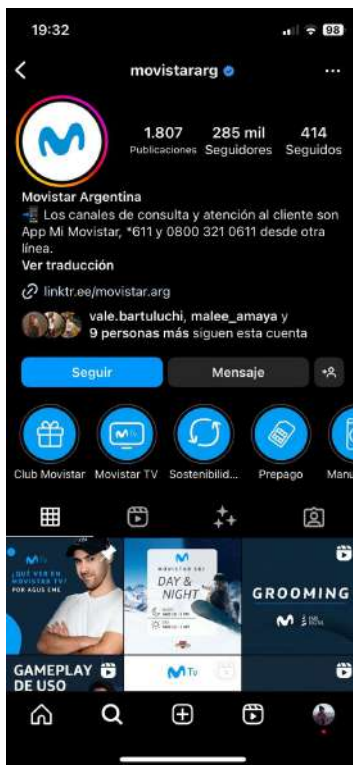 19:32
98
movistararg
1.807
285 mil
414
Publicaciones
Seguidores
Seguidos
Movistar Argentina
Los canales de consulta y atención al cliente son
App Mi Movistar, *611 y 0800 321 0611 desde otra
línea.
Ver traducción
linktr.ee/movistar.arg
vale.bartuluchi, malee_amaya y
9 personas más siguen esta cuenta
Seguir
Mensaje
Club Movistar
Movistar TV
Sostenibilid...
Prepago
Manu
¿QUÉ VER EN
MOVISTAR TV?
POR AGUS CHE
DAY &
NIGHT
GROOMING
GAMEPLAY
DE USO
Tv